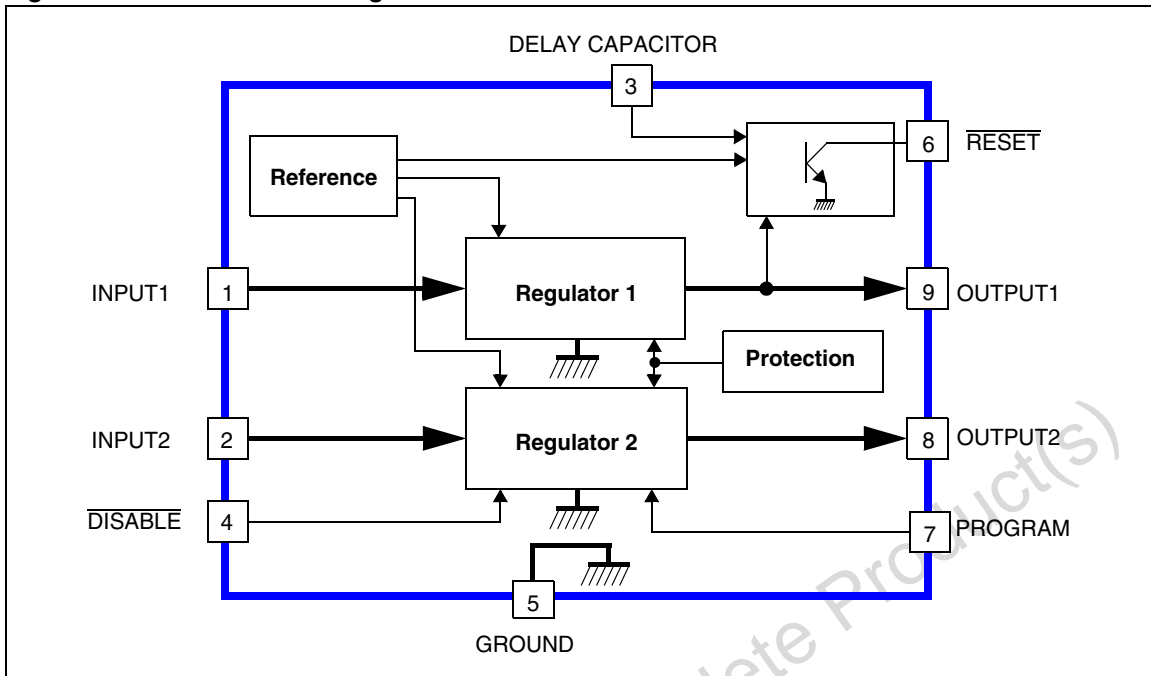 DELAY CAPACITOR
3
6
RESET
Reference
INPUT1
1
Regulator 1
9
OUTPUT1
Protection
INPUT2
2
Regulator 2
8
OUTPUT2
DISABLE
4
7
PROGRAM
5
GROUND